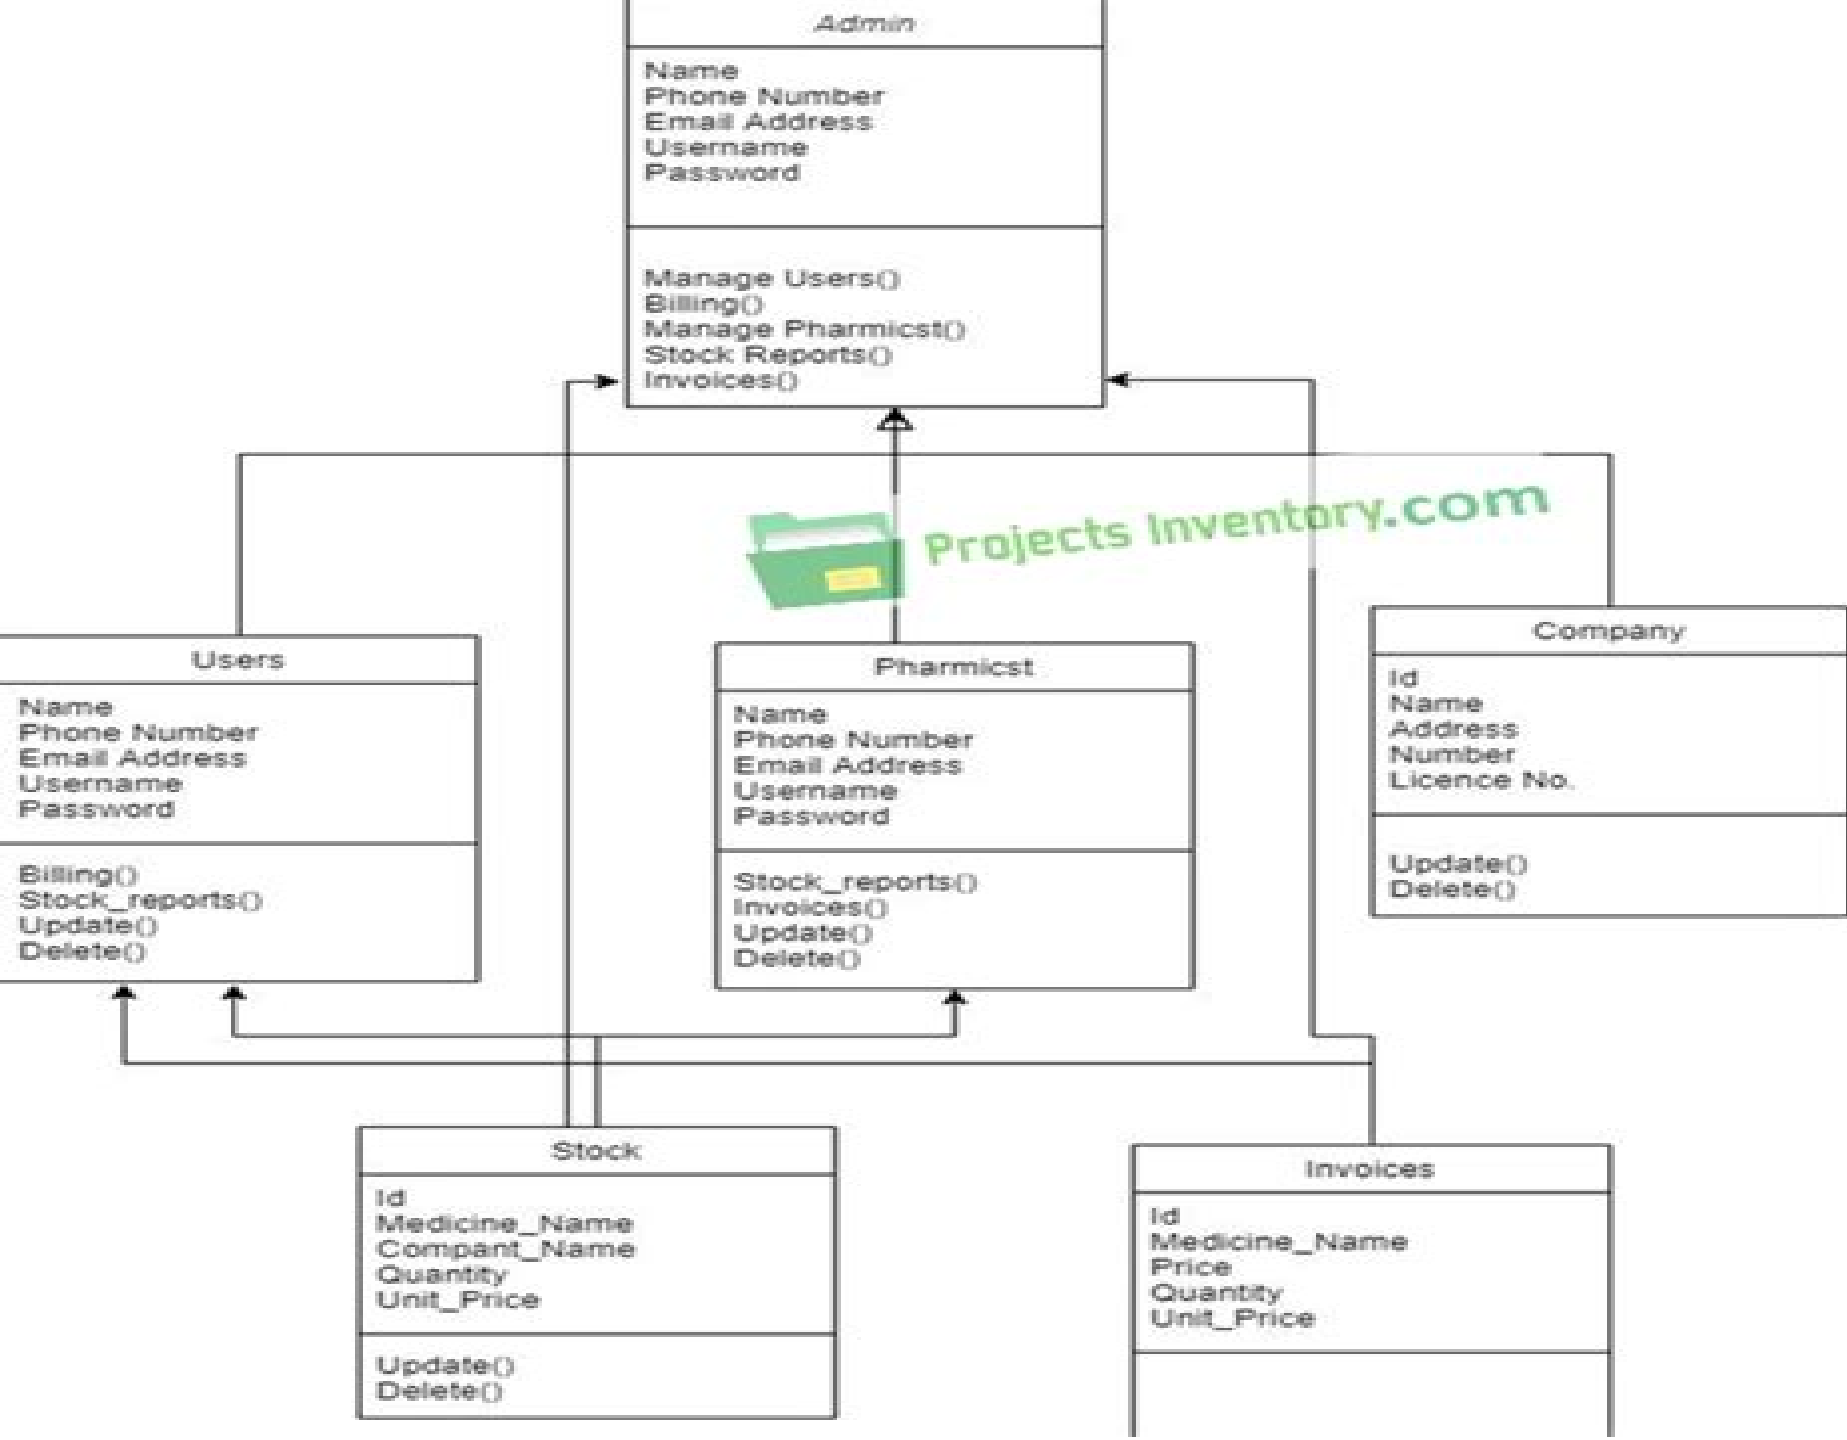 Admin
Name
Phone Number
Email Address
Username
Password
Manage Users()
Billing()
Manage Pharmicst()
Stock Reports()
Invoices()
Projects Inventory.com
Users
Name
Phone Number
Email Address
Username
Password
Billing()
Stock_reports()
Update()
Delete()
Pharmicst
Name
Phone Number
Email Address
Username
Password
Stock_reports()
Invoices()
Update()
Delete()
Company
Id
Name
Address
Number
Licence No.
Update()
Delete()
Stock
Id
Medicine_Name
Compant_Name
Quantity
Unit_Price
Update()
Delete()
Invoices
Id
Medicine_Name
Price
Quantity
Unit_Price